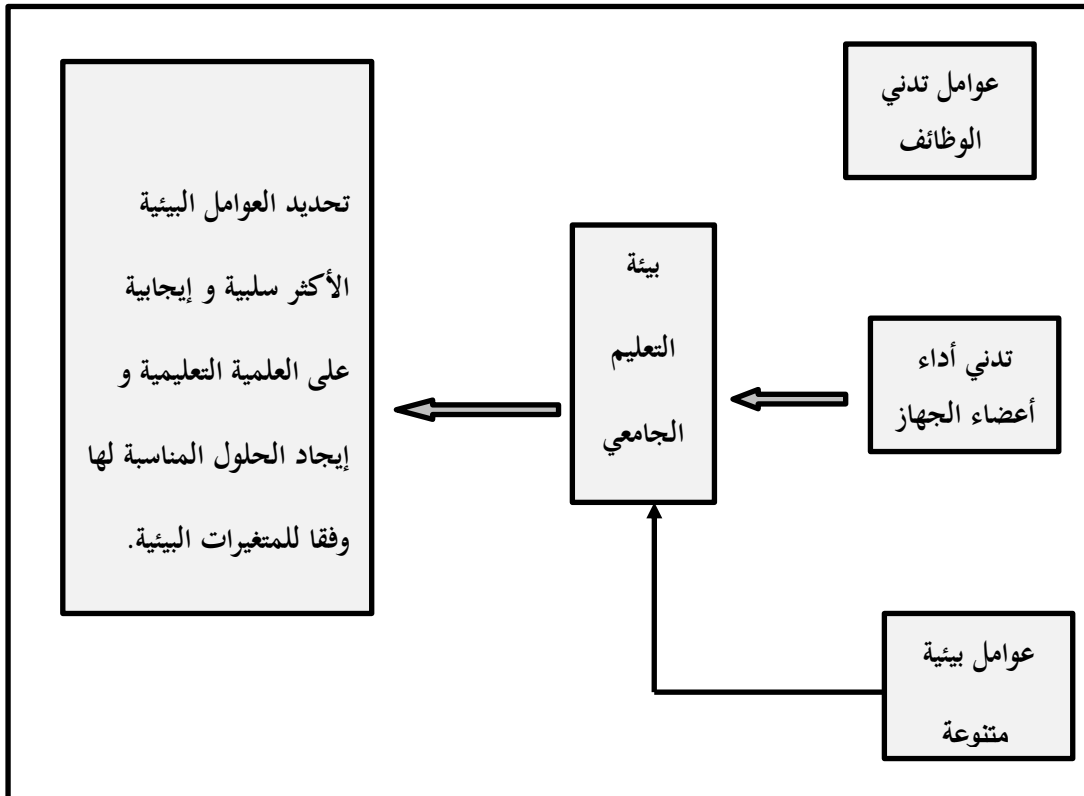 عوامل تدني
الوظائف
تدني أداء
أعضاء الجهاز
عوامل بيئية
متنوعة
بيئة
التعليم
الجامعي
تحديد العوامل البيئية
الأكثر سلبية و إيجابية
على العلمية التعليمية و
إيجاد الحلول المناسبة لها
وفقا للمتغيرات البيئية.